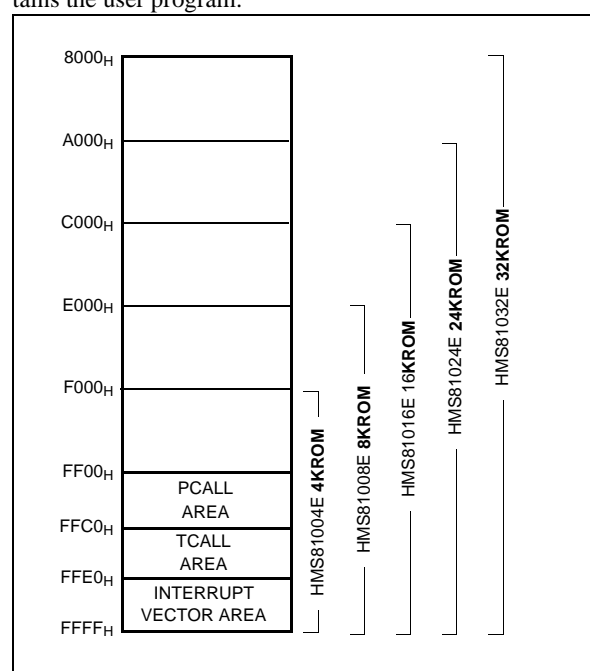 tains the user program.
8000H
A000H
C000H
E000H
F000H
FF00H
PCALL
AREA
FFC0H
TCALL
AREA
FFE0H
INTERRUPT
VECTOR AREA
FFFFH
HMS81004E 4KROM
HMS81008E 8KROM
HMS81016E 16KROM
HMS81024E 24KROM
HMS81032E 32KROM